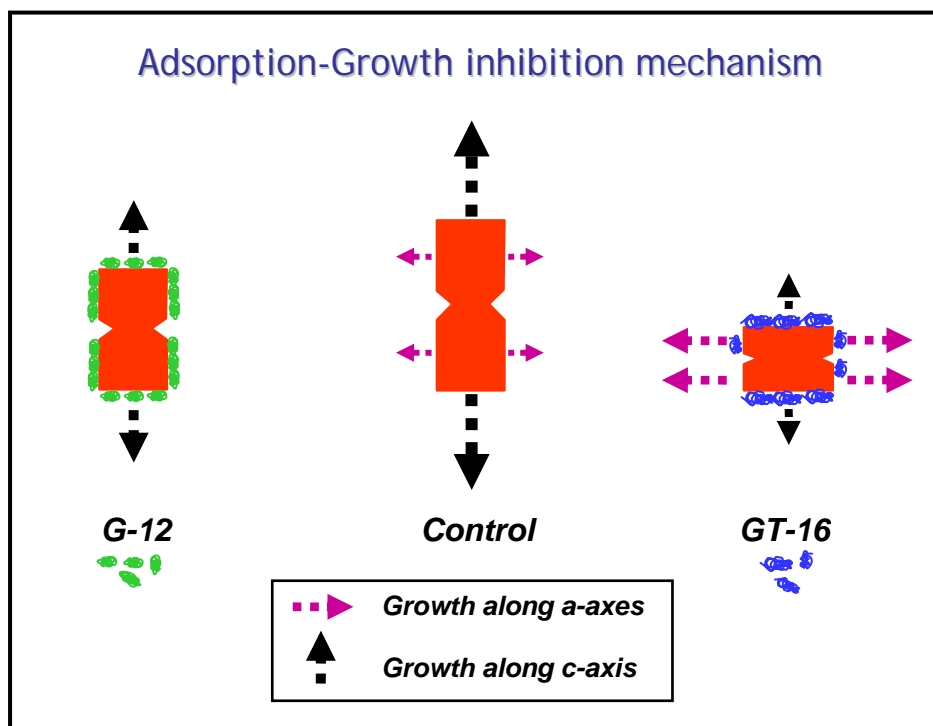 Adsorption-Growth inhibition mechanism
G-12
Control
GT-16
Growth along a-axes
Growth along c-axis